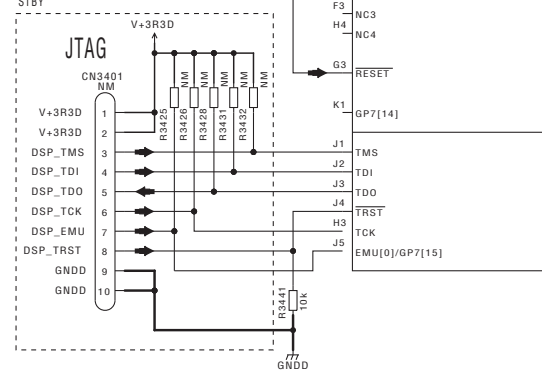 STBY
V+3R3D
JTAG
CN3401
NM
NM
NM
NM
NM
NM
R3425
R3426
R3428
R3431
R3432
V+3R3D 1
V+3R3D 2
DSP_TMS 3
DSP_TDI 4
DSP_TDO 5
DSP_TCK 6
DSP_EMU 7
DSP_TRST 8
GNDD 9
GNDD 10
R3441
10k
GNDD
F3 NC3
H4 NC4
G3 RESET
K1 GP7[14]
J1 TMS
J2 TDI
J3 TDO
J4 TRST
H3 TCK
J5 EMU[0]/GP7[15]